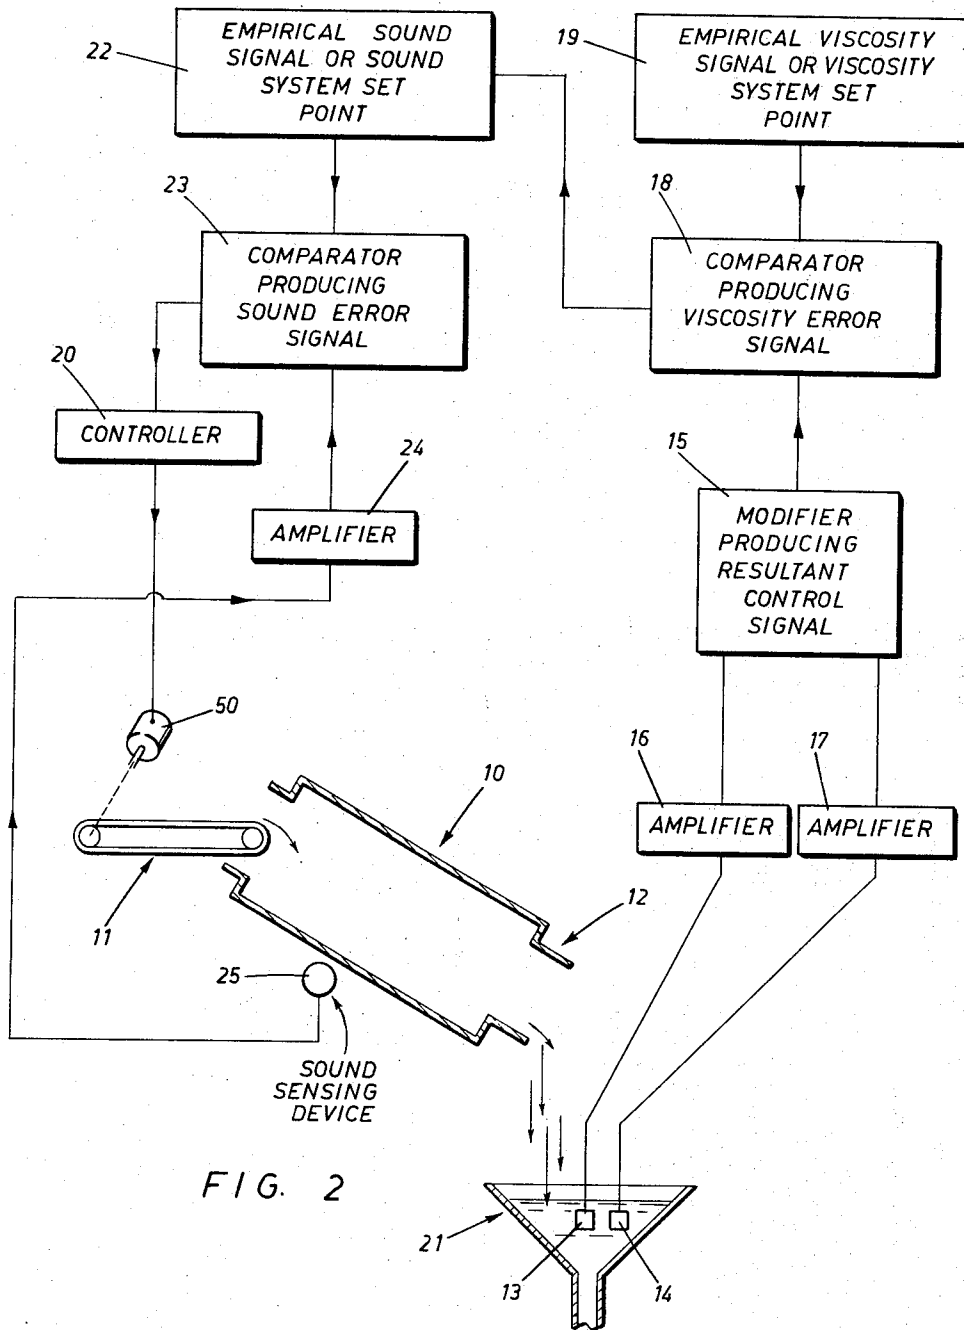 22
EMPIRICAL SOUND
SIGNAL OR SOUND
SYSTEM SET
POINT
19
EMPIRICAL VISCOSITY
SIGNAL OR VISCOSITY
SYSTEM SET
POINT
23
COMPARATOR
PRODUCING
SOUND ERROR
SIGNAL
18
COMPARATOR
PRODUCING
VISCOSITY ERROR
SIGNAL
20
CONTROLLER
24
AMPLIFIER
15
MODIFIER
PRODUCING
RESULTANT
CONTROL
SIGNAL
50
10
16
AMPLIFIER
17
AMPLIFIER
11
12
25
SOUND
SENSING
DEVICE
FIG. 2
21
13
14